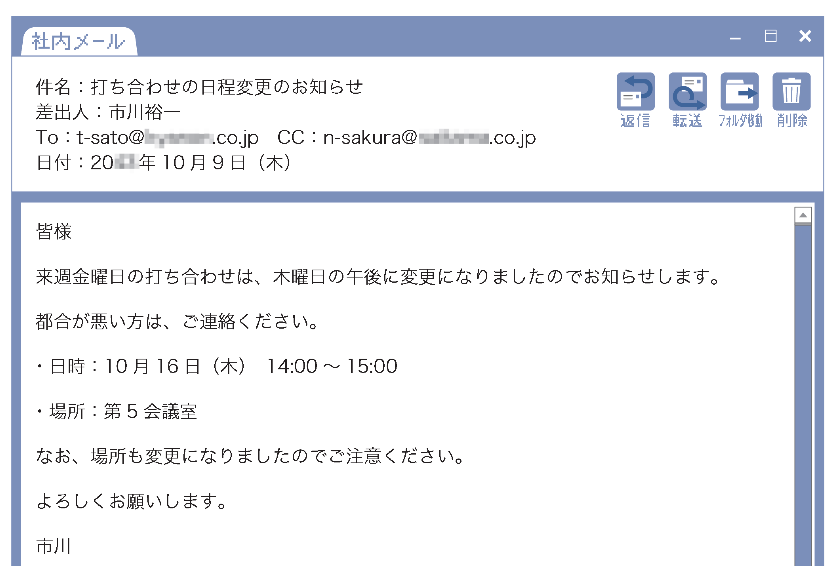 社内メール
件名：打ち合わせの日程変更のお知らせ
差出人：市川裕一
To：t-sato@ .co.jp　CC：n-sakura@ .co.jp
日付：20 年 10 月 9 日（木）
返信
転送
フォルダ移動
削除
皆様
来週金曜日の打ち合わせは、木曜日の午後に変更になりましたのでお知らせします。
都合が悪い方は、ご連絡ください。
・日時：10 月 16 日（木）　14:00 ～ 15:00
・場所：第 5 会議室
なお、場所も変更になりましたのでご注意ください。
よろしくお願いします。
市川